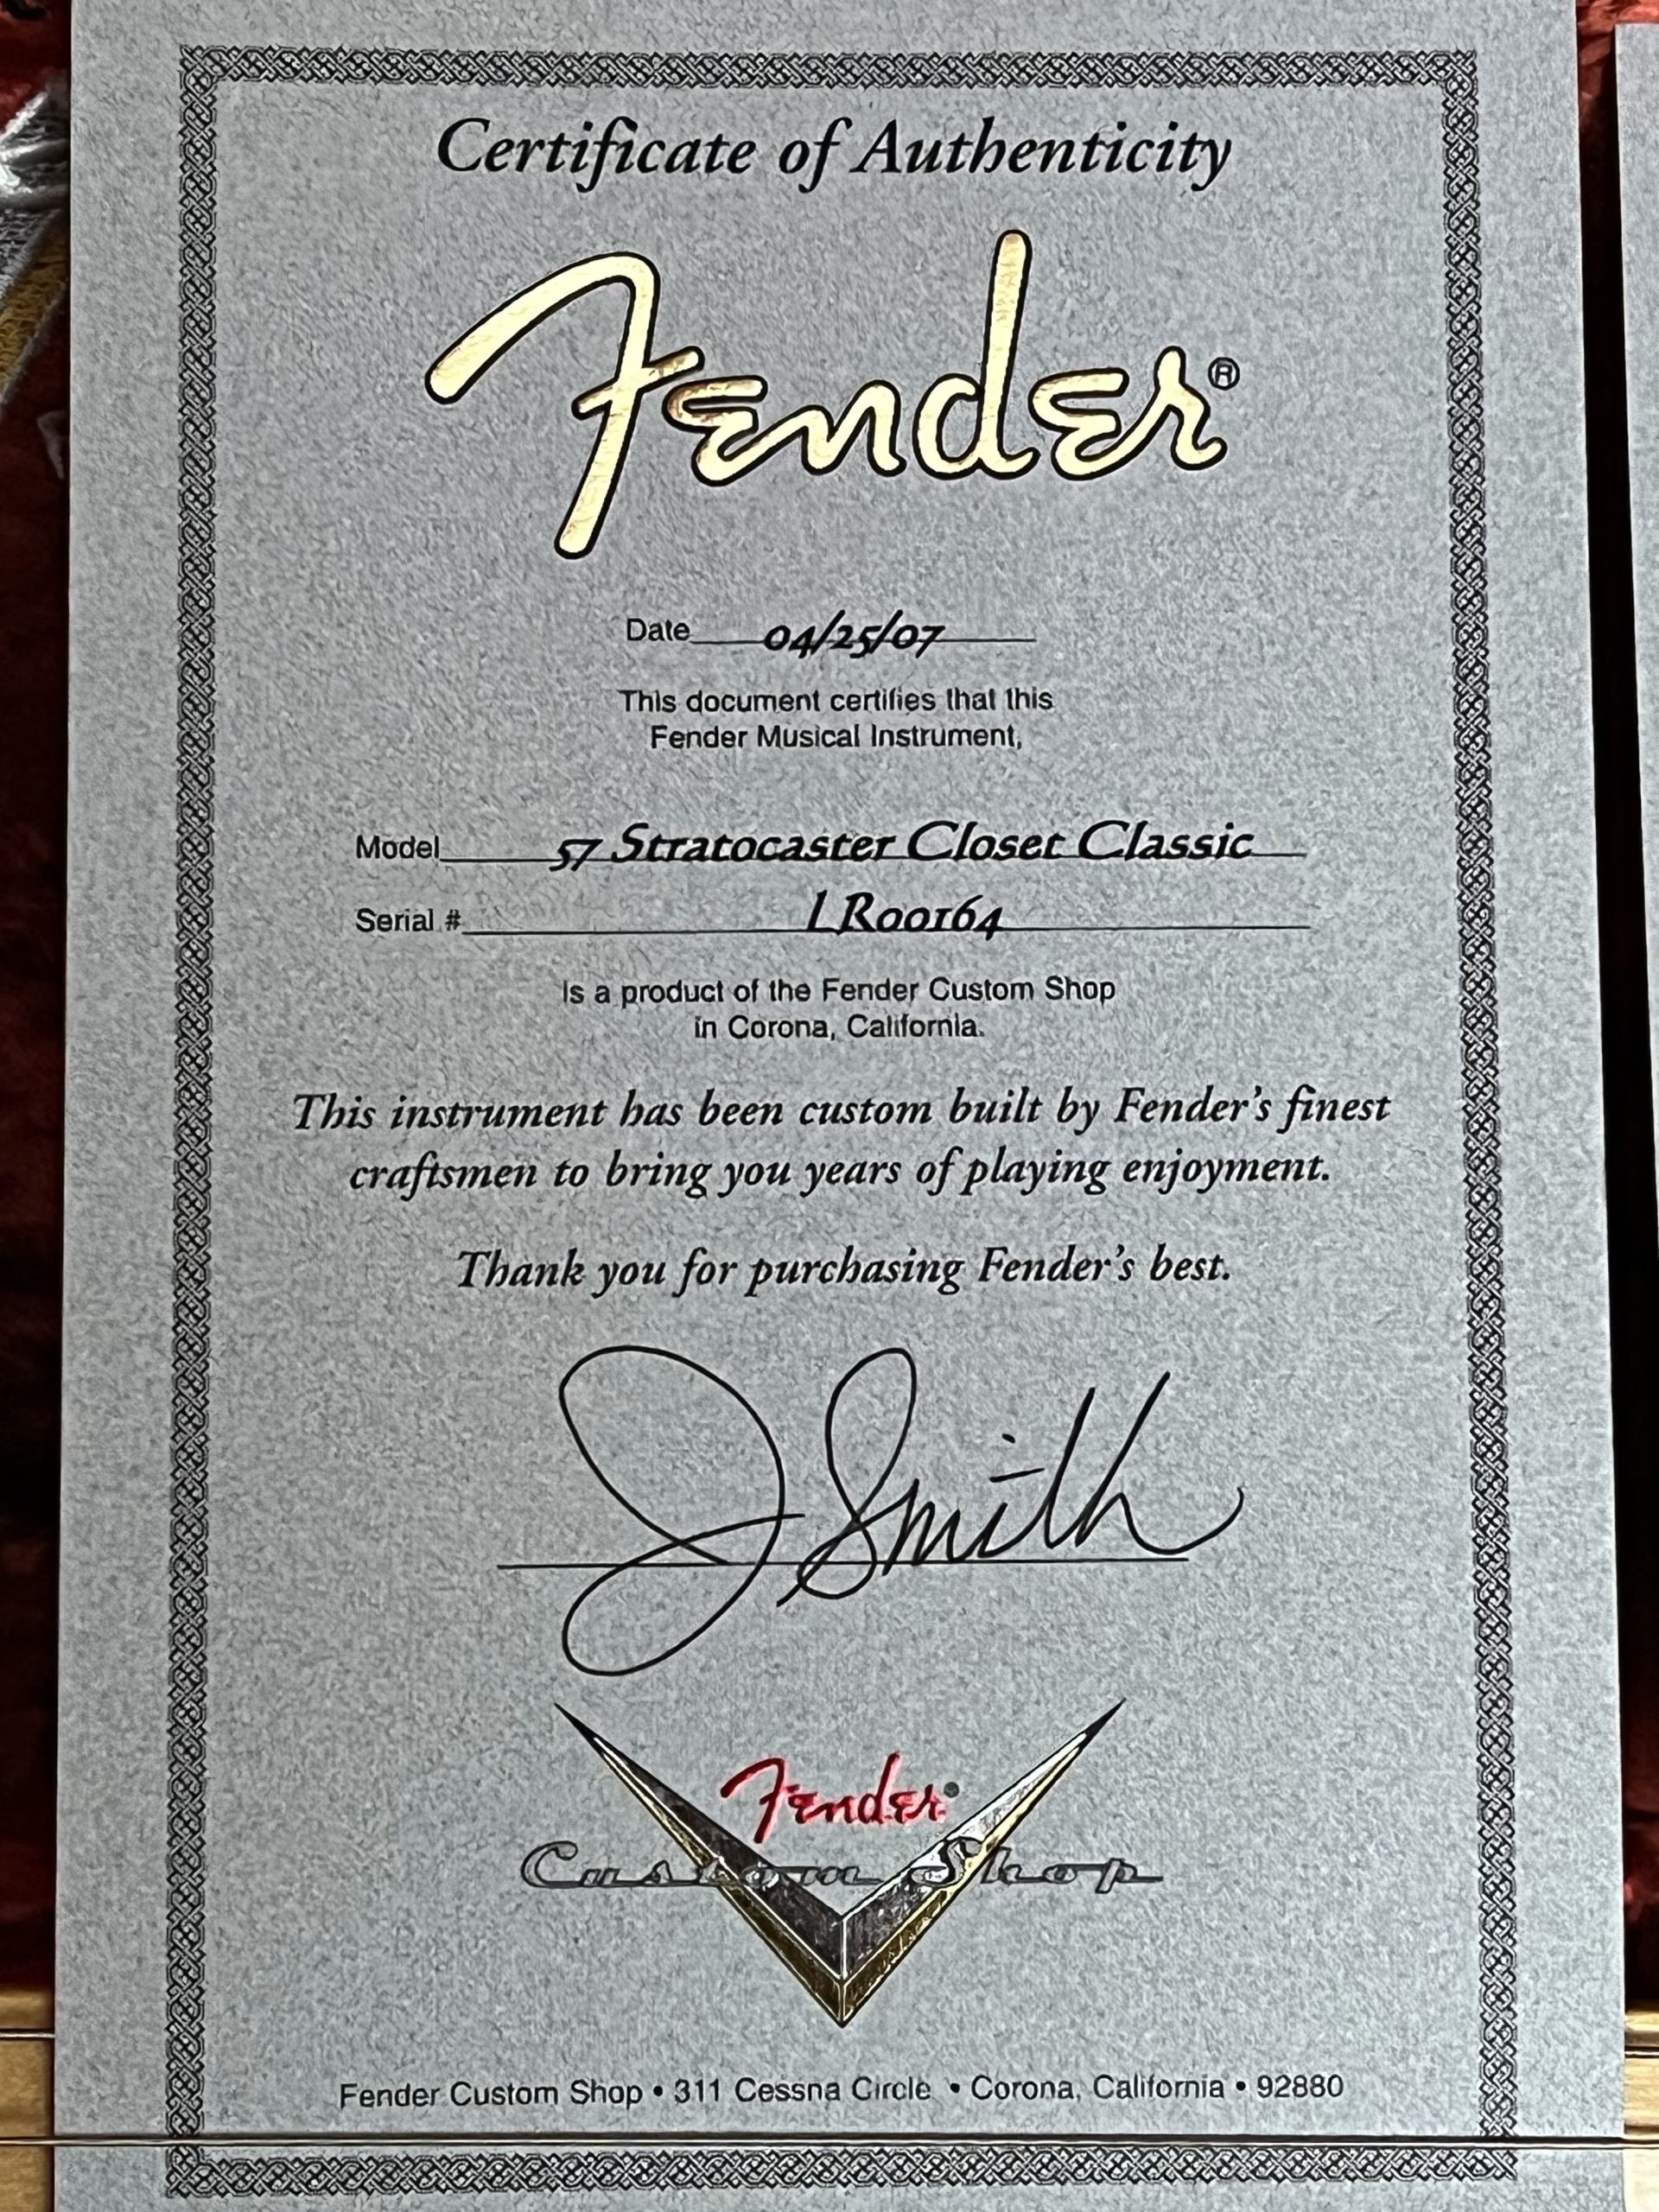 Certificate of Authenticity
Fender®
Date 04/25/07
This document certifies that this
Fender Musical Instrument,
Model 57 Stratocaster Closet Classic
Serial # LR00164
Is a product of the Fender Custom Shop
in Corona, California.
This instrument has been custom built by Fender's finest
craftsmen to bring you years of playing enjoyment.
Thank you for purchasing Fender's best.
J Smith
Fender®
Custom Shop
Fender Custom Shop • 311 Cessna Circle • Corona, California • 92880